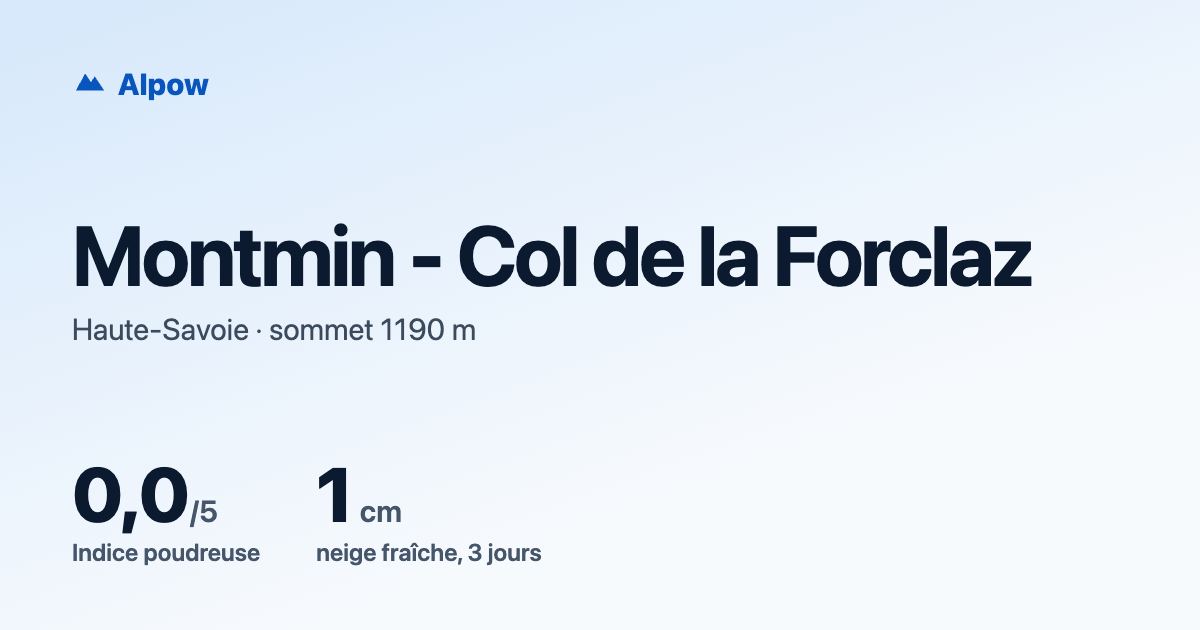 Alpow
Montmin - Col de la Forclaz
Haute-Savoie · sommet 1190 m
0,0/5 1 cm
Indice poudreuse neige fraîche, 3 jours